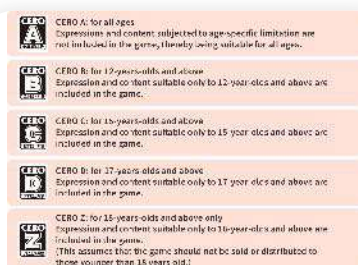 CERO A
CERO A: for all ages
Expressions and content subjected to age-specific limitation are
not included in the game, thereby being suitable for all ages.
CERO B
CERO B: for 12-years-olds and above
Expression and content suitable only to 12-year-olds and above are
included in the game.
CERO C
CERO C: for 15-years-olds and above
Expression and content suitable only to 15-year-olds and above are
included in the game.
CERO D
CERO D: for 17-years-olds and above
Expression and content suitable only to 17-year-olds and above are
included in the game.
CERO Z
CERO Z: for 18-years-olds and above only
Expression and content suitable only to 18-year-olds and above are
included in the game.
(This assumes that the game should not be sold or distributed to
those younger than 18 years old.)